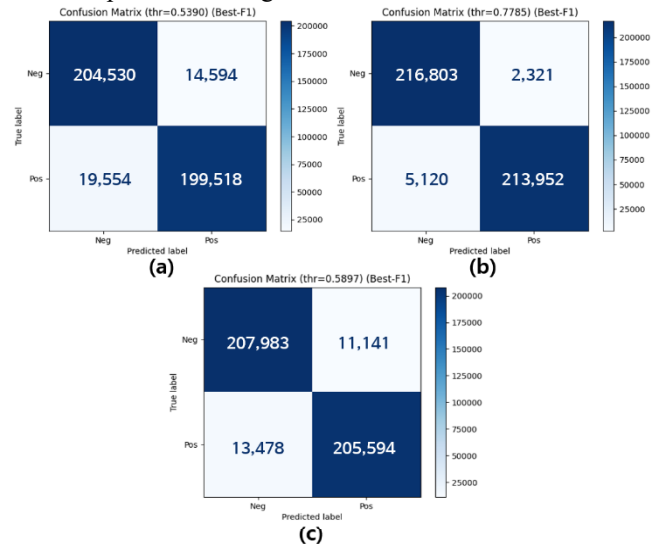 Confusion Matrix (thr=0.5390) (Best-F1)
Neg
204,530
14,594
True label
Pos
19,554
199,518
Neg
Pos
Predicted label
200000
175000
150000
125000
100000
75000
50000
25000
(a)
Confusion Matrix (thr=0.7785) (Best-F1)
Neg
216,803
2,321
True label
Pos
5,120
213,952
Neg
Pos
Predicted label
200000
175000
150000
125000
100000
75000
50000
25000
(b)
Confusion Matrix (thr=0.5897) (Best-F1)
Neg
207,983
11,141
True label
Pos
13,478
205,594
Neg
Pos
Predicted label
200000
175000
150000
125000
100000
75000
50000
25000
(c)